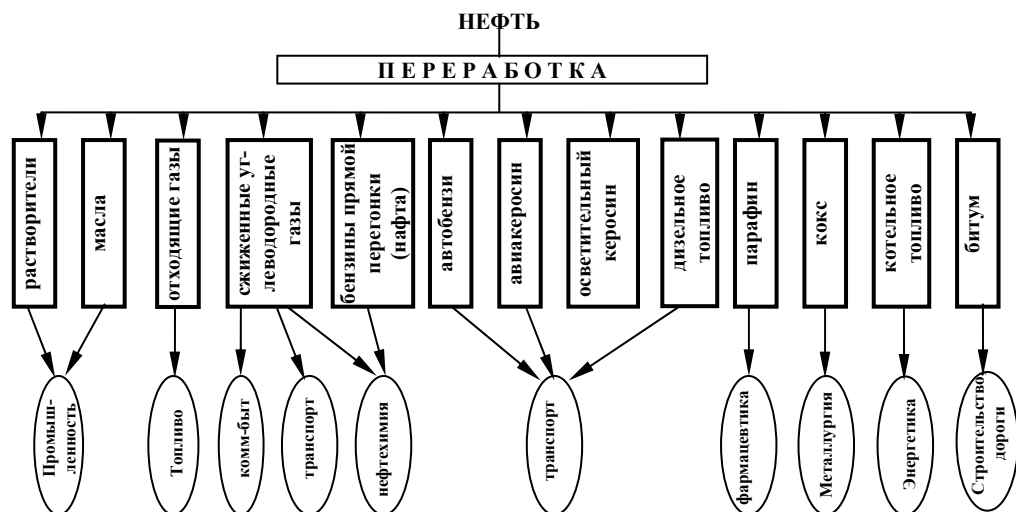 НЕФТЬ
П Е Р Е Р А Б О Т К А
растворители
масла
отходящие газы
сжиженные уг-
леводородные
газы
бензины прямой
перегонки
(нафта)
автобензи
авиакеросин
осветительный
керосин
дизельное
топливо
парафин
кокс
котельное
топливо
битум
Промыш-
ленность
Топливо
комм-быт
транспорт
нефтехимия
транспорт
фармацевтика
Металлургия
Энергетика
Строительство,
дороги